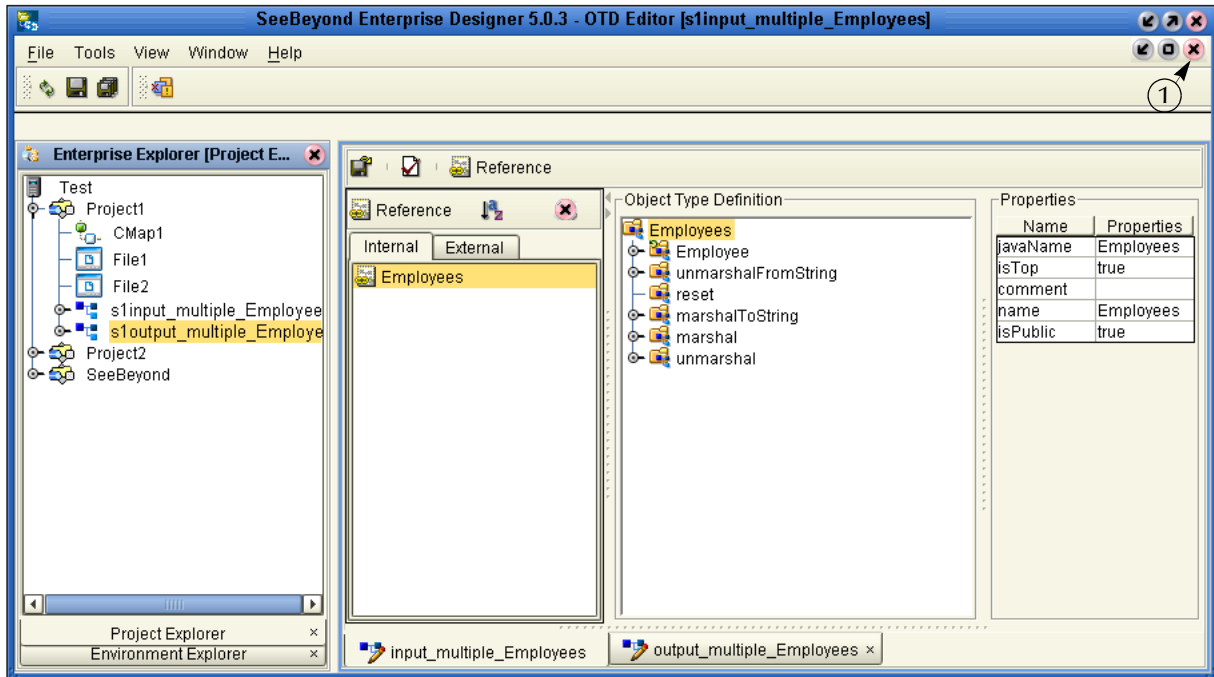 SeeBeyond Enterprise Designer 5.0.3 - OTD Editor [s1input_multiple_Employees]
File Tools View Window Help
1
Enterprise Explorer [Project E...
Test
Project1
CMap1
File1
File2
s1input_multiple_Employee
s1output_multiple_Employe
Project2
SeeBeyond
Project Explorer ×
Environment Explorer ×
Reference
Reference
Internal External
Employees
Object Type Definition
Employees
Employee
unmarshalFromString
reset
marshalToString
marshal
unmarshal
Properties
Name Properties
javaName Employees
isTop true
comment
name Employees
isPublic true
input_multiple_Employees
output_multiple_Employees ×